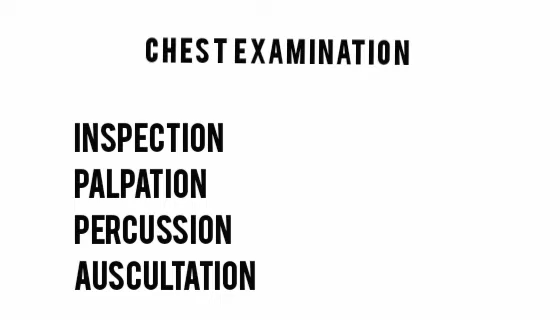 CHEST EXAMINATION
INSPECTION
PALPATION
PERCUSSION
AUSCULTATION